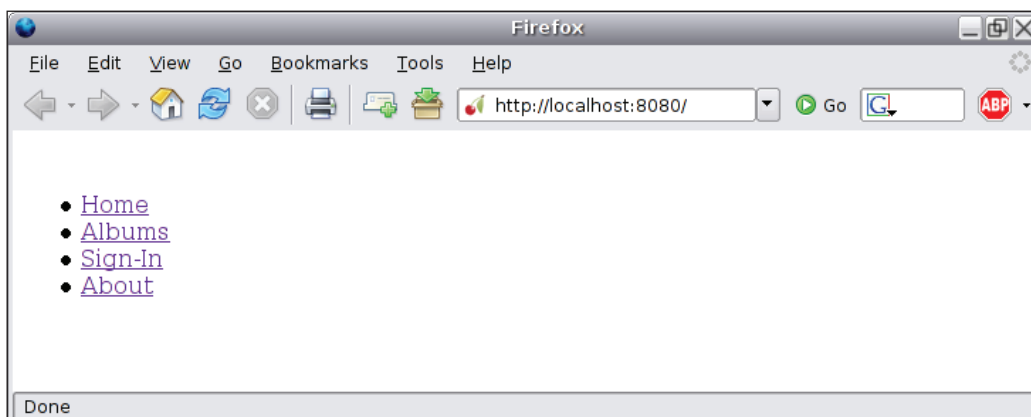 Firefox
File Edit View Go Bookmarks Tools Help
http://localhost:8080/ Go G ABP
Home
Albums
Sign-In
About
Done